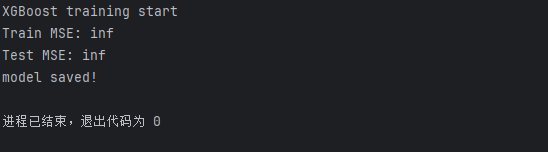 XGBoost training start
Train MSE: inf
Test MSE: inf
model saved!
进程已结束，退出代码为 0